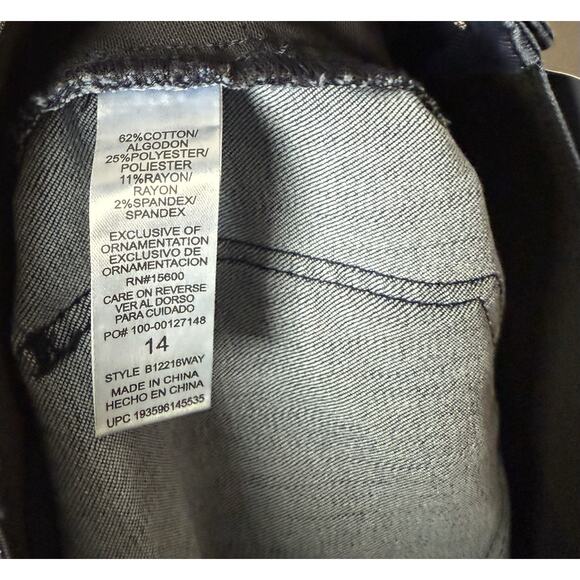 62%COTTON/
ALGODON
25%POLYESTER/
POLIESTER
11%RAYON/
RAYON
2%SPANDEX/
SPANDEX
EXCLUSIVE OF
ORNAMENTATION
EXCLUSIVO DE
ORNAMENTACION
RN#15600
CARE ON REVERSE
VER AL DORSO
PARA CUIDADO
PO# 100-00127148
14
STYLE B12216WAY
MADE IN CHINA
HECHO EN CHINA
UPC 193596145535